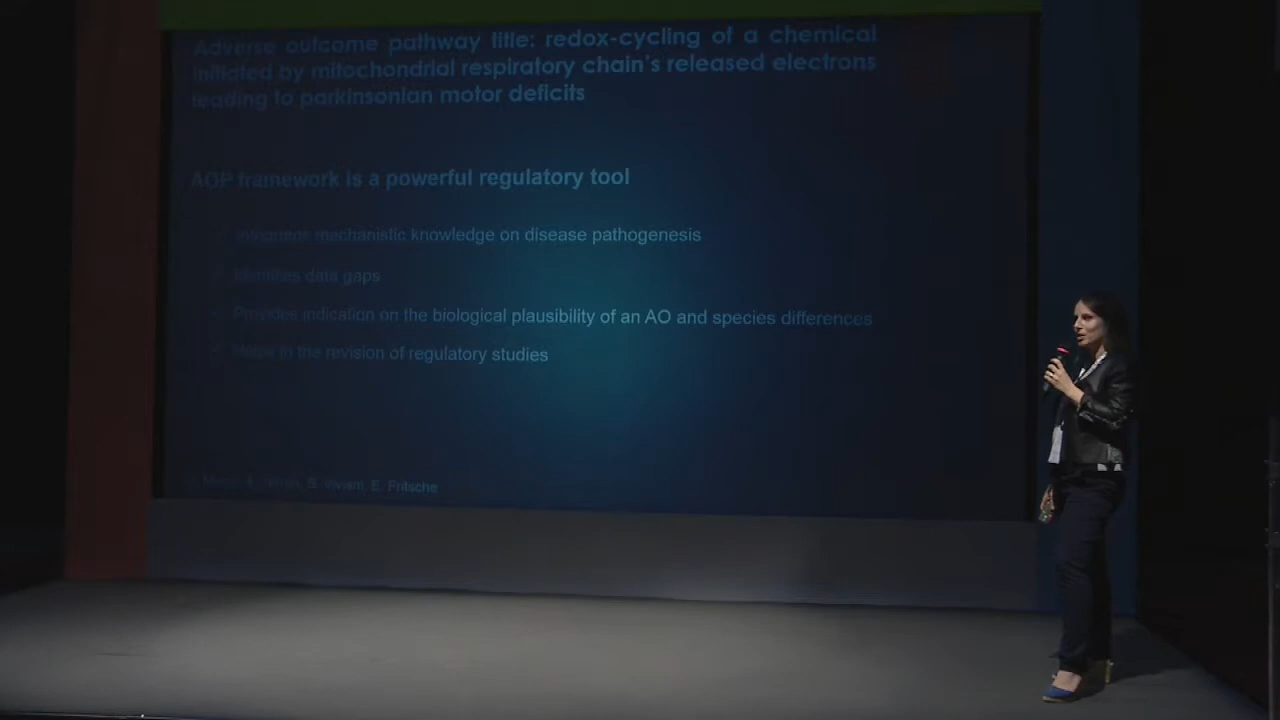 Adverse outcome pathway title: redox-cycling of a chemical
initiated by mitochondrial respiratory chain's released electrons
leading to parkinsonian motor deficits
AOP framework is a powerful regulatory tool
mechanistic knowledge on disease pathogenesis
Identifies data gaps
Provides indication on the biological plausibility of an AO and species differences
Helps in the revision of regulatory studies
B. Viviani, E. Fritsche